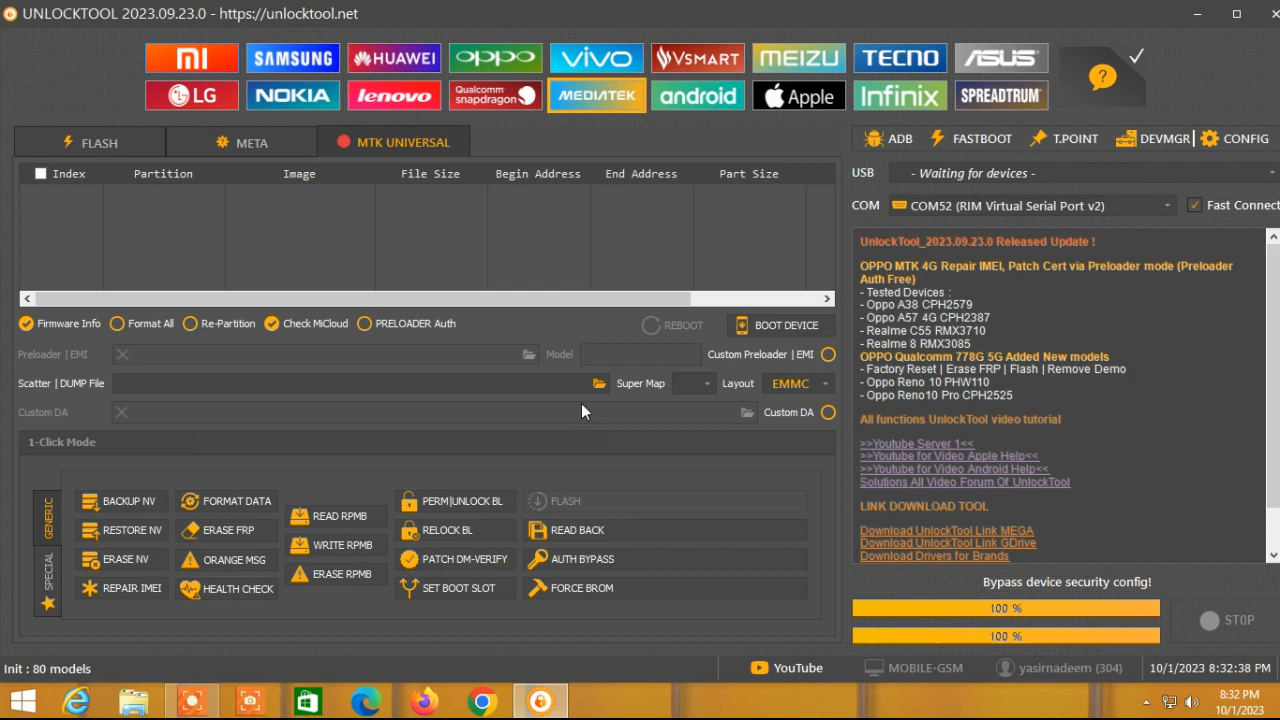 UNLOCKTOOL 2023.09.23.0 - https://unlocktool.net
mi SAMSUNG HUAWEI oppo vivo VSMART MEIZU TECNO ASUS
LG NOKIA lenovo Qualcomm snapdragon MEDIATEK android Apple Infinix SPREADTRUM
FLASH META MTK UNIVERSAL
ADB FASTBOOT T.POINT DEVMGR CONFIG
Index Partition Image File Size Begin Address End Address Part Size
USB - Waiting for devices -
COM COM52 (RIM Virtual Serial Port v2) Fast Connect
Firmware Info Format All Re-Partition Check MiCloud PRELOADER Auth REBOOT BOOT DEVICE
Preloader | EMI Model Custom Preloader | EMI
Scatter | DUMP File Super Map Layout EMMC
Custom DA Custom DA
1-Click Mode
GENERIC
SPECIAL
BACKUP NV FORMAT DATA READ RPMB PERM|UNLOCK BL FLASH
RESTORE NV ERASE FRP WRITE RPMB RELOCK BL READ BACK
ERASE NV ORANGE MSG ERASE RPMB PATCH DM-VERIFY AUTH BYPASS
REPAIR IMEI HEALTH CHECK SET BOOT SLOT FORCE BROM
UnlockTool_2023.09.23.0 Released Update !
OPPO MTK 4G Repair IMEI, Patch Cert via Preloader mode (Preloader
Auth Free)
- Tested Devices :
- Oppo A38 CPH2579
- Oppo A57 4G CPH2387
- Realme C55 RMX3710
- Realme 8 RMX3085
OPPO Qualcomm 778G 5G Added New models
- Factory Reset | Erase FRP | Flash | Remove Demo
- Oppo Reno 10 PHW110
- Oppo Reno10 Pro CPH2525
All functions UnlockTool video tutorial
>>Youtube Server 1<<
>>Youtube for Video Apple Help<<
>>Youtube for Video Android Help<<
Solutions All Video Forum Of UnlockTool
LINK DOWNLOAD TOOL
Download UnlockTool Link MEGA
Download UnlockTool Link GDrive
Download Drivers for Brands
Bypass device security config!
100 %
100 %
STOP
Init : 80 models YouTube MOBILE-GSM yasirnadeem (304) 10/1/2023 8:32:38 PM
8:32 PM
10/1/2023